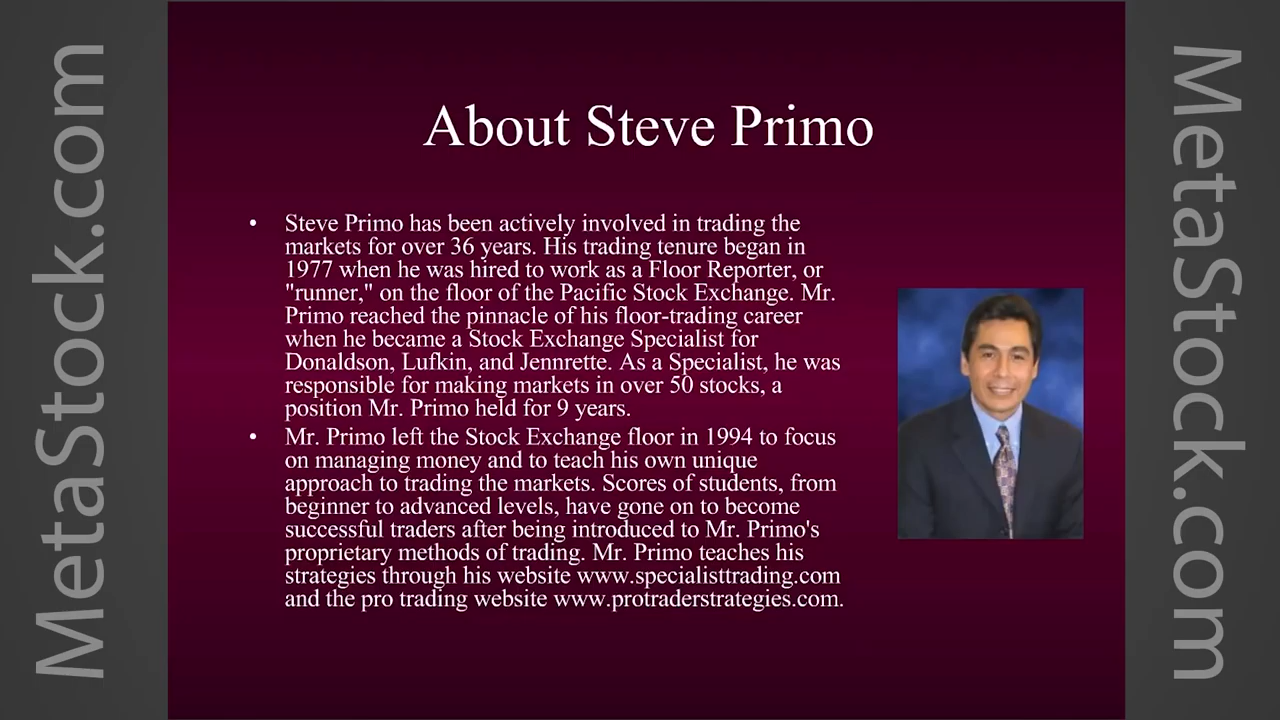 MetaStock.com
About Steve Primo
• Steve Primo has been actively involved in trading the
markets for over 36 years. His trading tenure began in
1977 when he was hired to work as a Floor Reporter, or
"runner," on the floor of the Pacific Stock Exchange. Mr.
Primo reached the pinnacle of his floor-trading career
when he became a Stock Exchange Specialist for
Donaldson, Lufkin, and Jennrette. As a Specialist, he was
responsible for making markets in over 50 stocks, a
position Mr. Primo held for 9 years.
• Mr. Primo left the Stock Exchange floor in 1994 to focus
on managing money and to teach his own unique
approach to trading the markets. Scores of students, from
beginner to advanced levels, have gone on to become
successful traders after being introduced to Mr. Primo's
proprietary methods of trading. Mr. Primo teaches his
strategies through his website www.specialisttrading.com
and the pro trading website www.protraderstrategies.com.
MetaStock.com